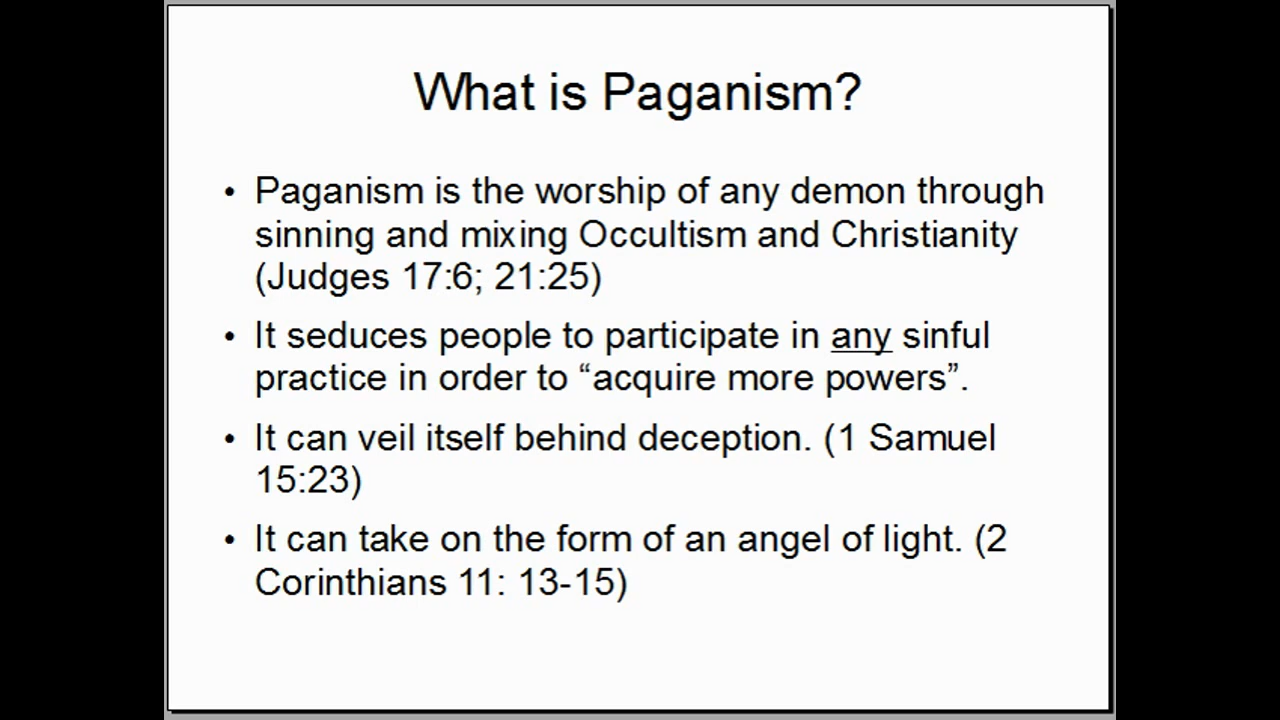 What is Paganism?
• Paganism is the worship of any demon through
sinning and mixing Occultism and Christianity
(Judges 17:6; 21:25)
• It seduces people to participate in any sinful
practice in order to “acquire more powers”.
• It can veil itself behind deception. (1 Samuel
15:23)
• It can take on the form of an angel of light. (2
Corinthians 11: 13-15)